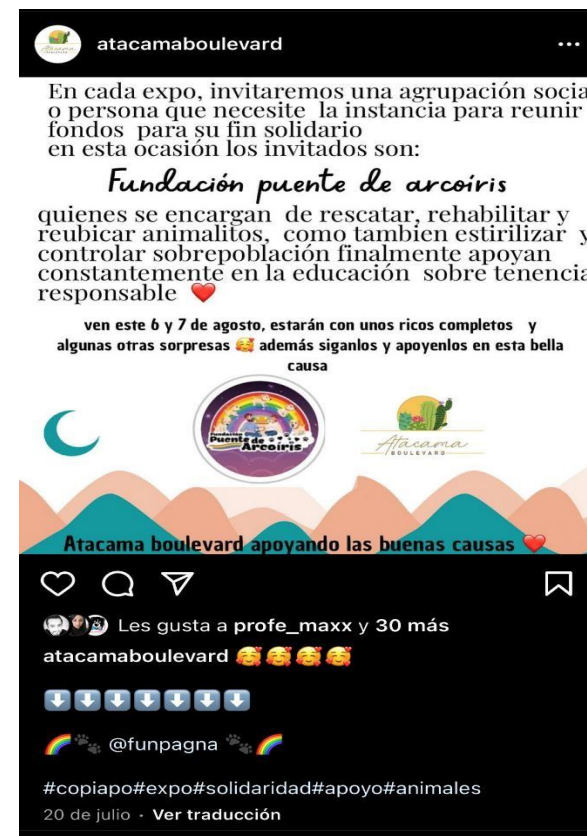 atacamaboulevard
En cada expo, invitaremos una agrupación socia
o persona que necesite la instancia para reunir
fondos para su fin solidario
en esta ocasión los invitados son:
Fundación puente de arcoíris
quienes se encargan de rescatar, rehabilitar y
reubicar animalitos, como tambien estirilizar y
controlar sobrepoblación finalmente apoyan
constantemente en la educación sobre tenencia
responsable ❤️
ven este 6 y 7 de agosto, estarán con unos ricos completos y
algunas otras sorpresas 🥰 además siganlos y apoyenlos en esta bella
causa
Fundación
Puente de
Arcoíris
Atacama
BOULEVARD
Atacama boulevard apoyando las buenas causas ❤️
Les gusta a profe_maxx y 30 más
atacamaboulevard 🥰🥰🥰🥰
⬇️⬇️⬇️⬇️⬇️⬇️⬇️
🌈🐾 @funpagna 🐾🌈
#copiapo#expo#solidaridad#apoyo#animales
20 de julio · Ver traducción